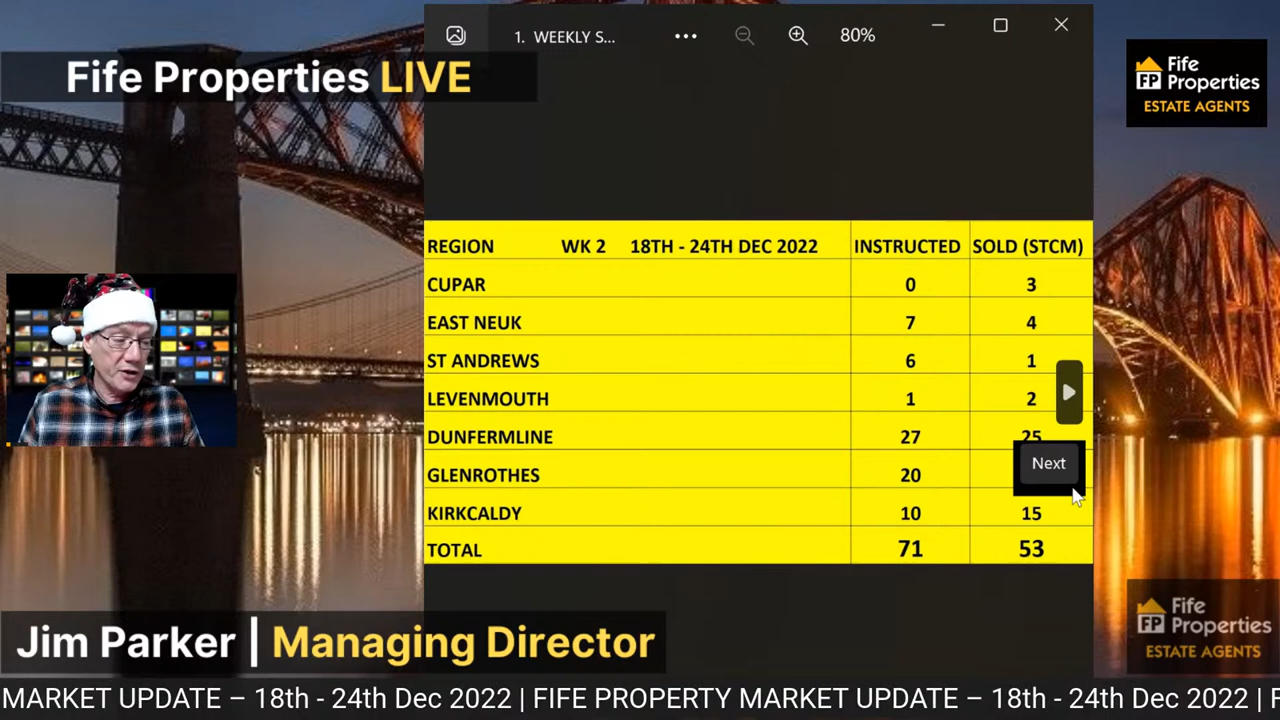 1. WEEKLY S...
80%
Fife Properties LIVE
Fife
FP
Properties
ESTATE AGENTS
REGION WK 2 18TH - 24TH DEC 2022 INSTRUCTED SOLD (STCM)
CUPAR 0 3
EAST NEUK 7 4
ST ANDREWS 6 1
LEVENMOUTH 1 2
DUNFERMLINE 27 25
Next
GLENROTHES 20
KIRKCALDY 10 15
TOTAL 71 53
Jim Parker | Managing Director
Fife
FP
Properties
ESTATE AGENTS
MARKET UPDATE – 18th - 24th Dec 2022 | FIFE PROPERTY MARKET UPDATE – 18th - 24th Dec 2022 | F